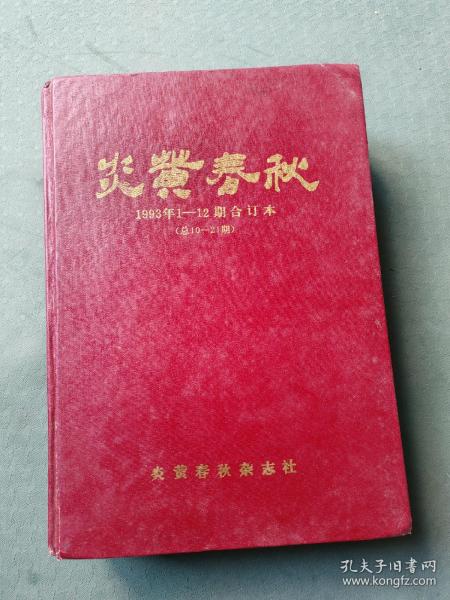 炎黄春秋
1993年1—12期合订本
(总10—21期)
炎黄春秋杂志社
孔夫子旧书网
www.kongfz.com